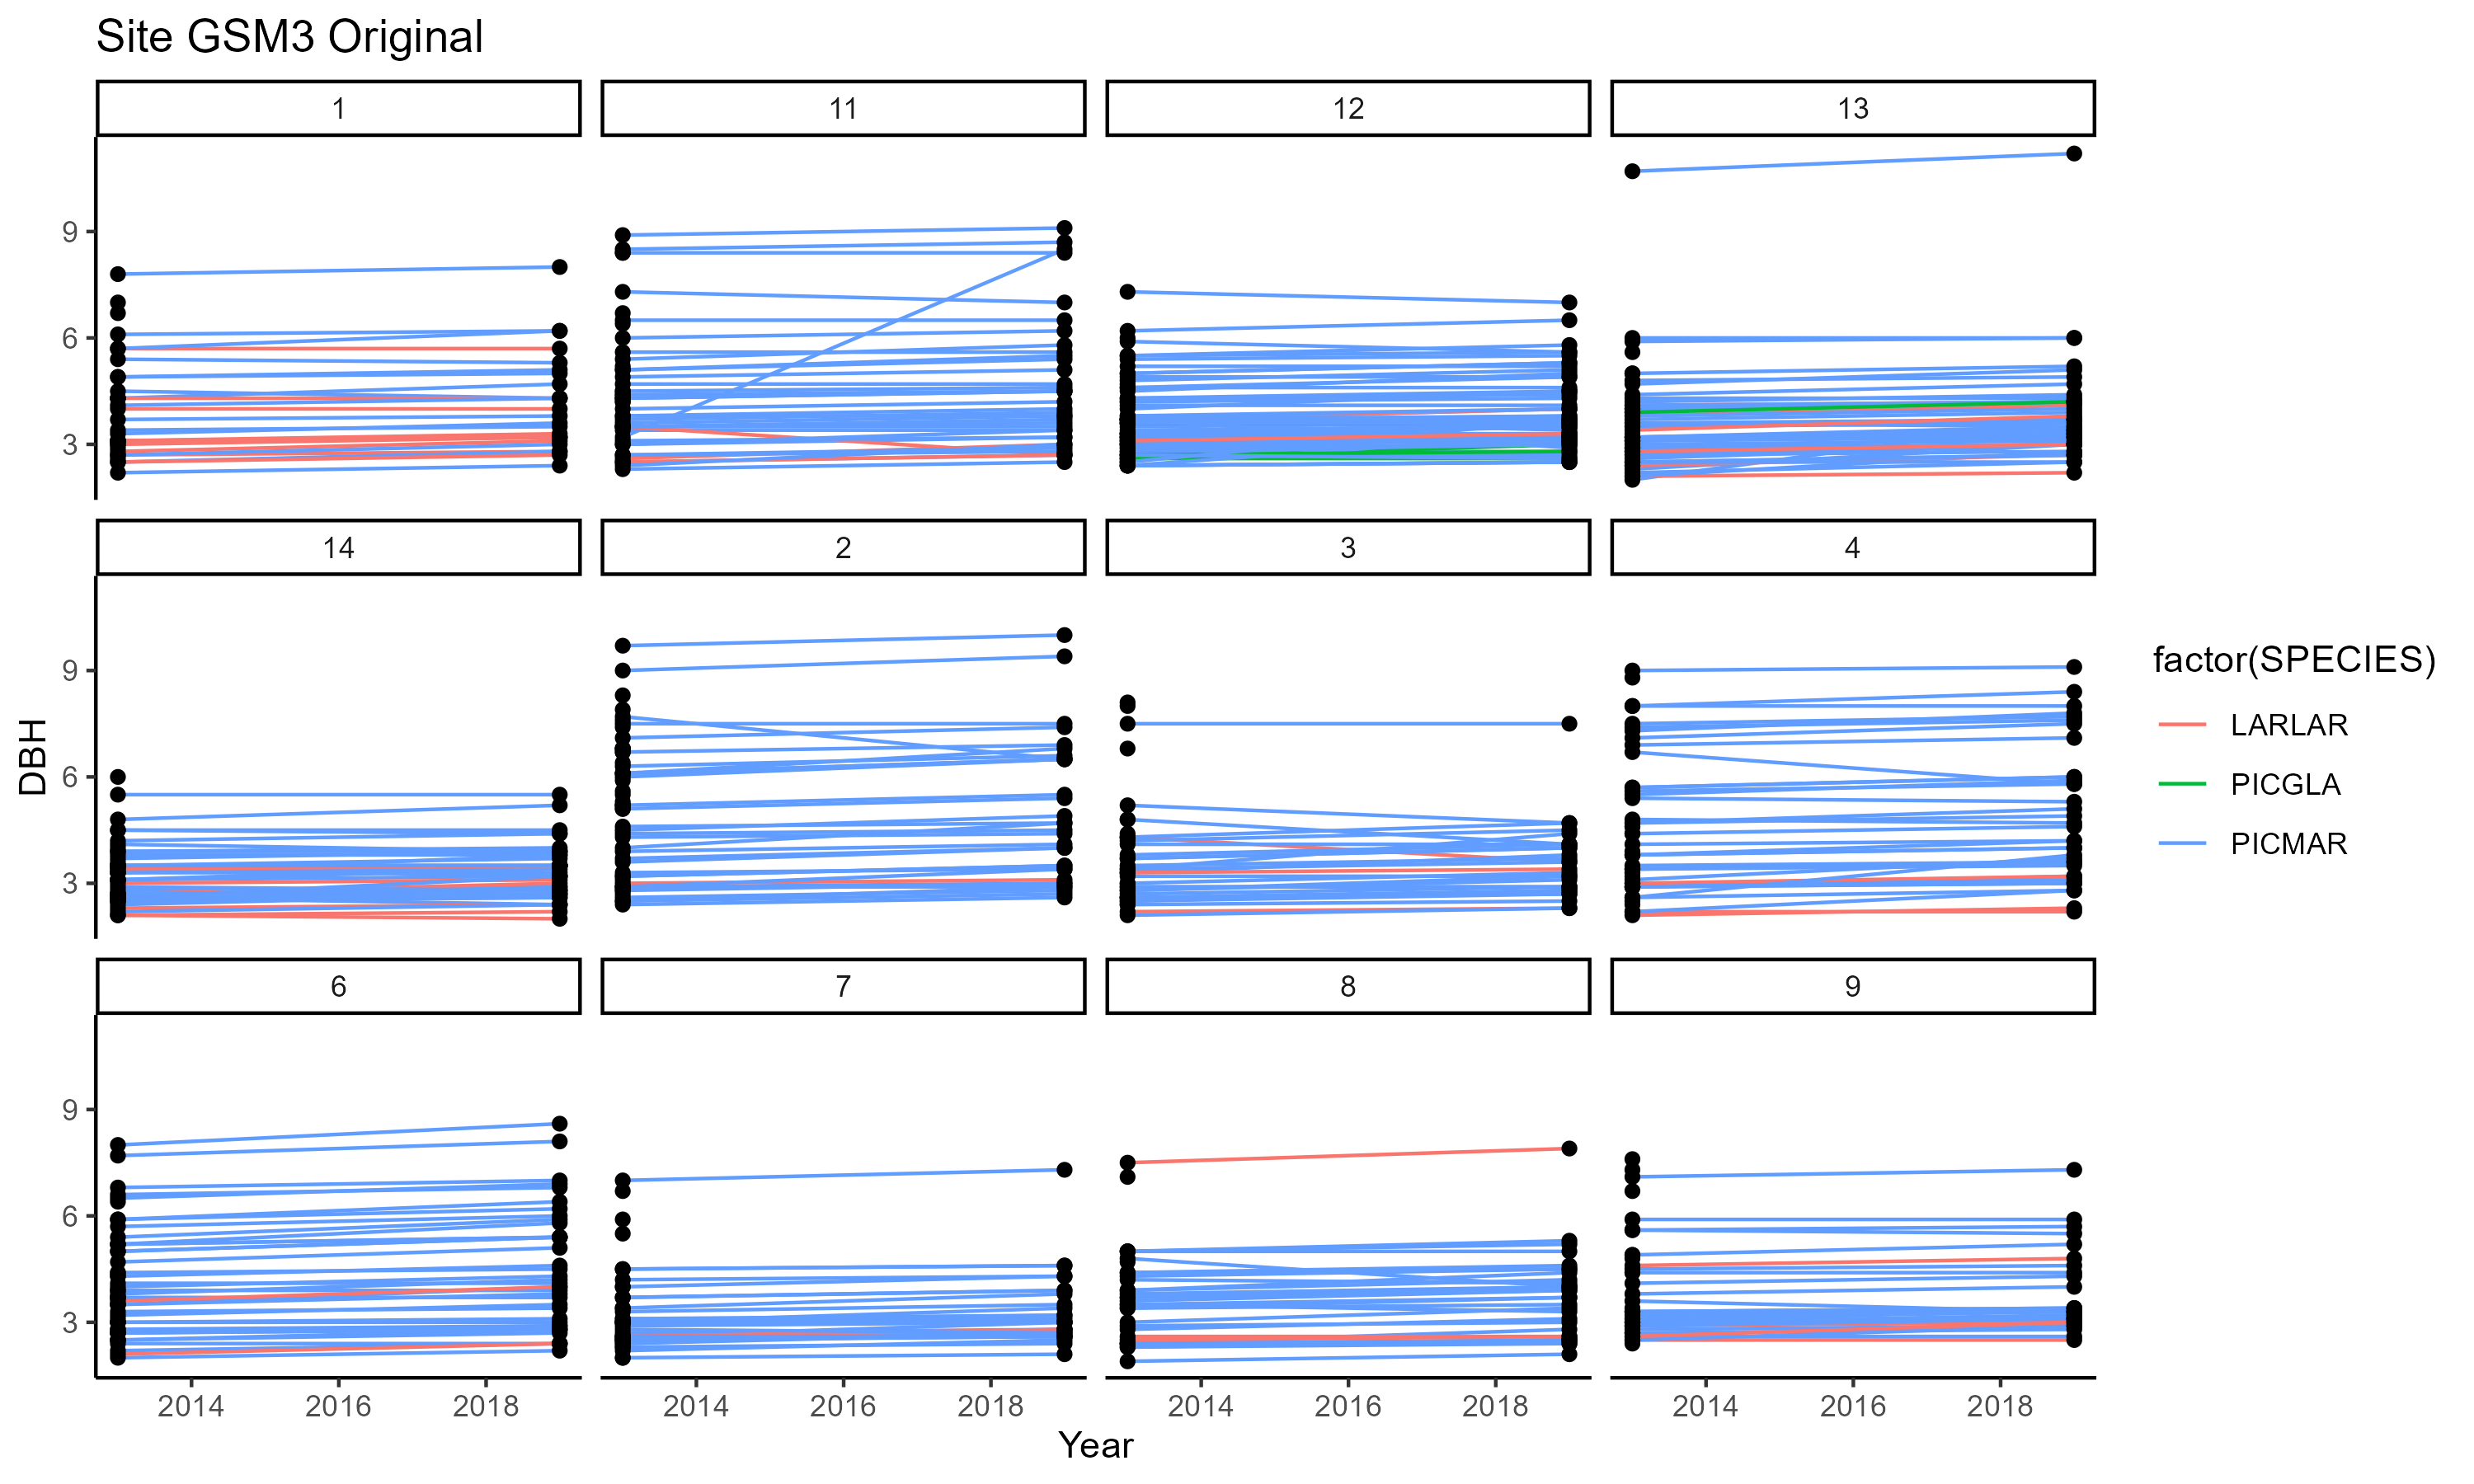 Site GSM3 Original
1 11 12 13
9
6
3
14 2 3 4
9
6
3
DBH
factor(SPECIES)
LARLAR
PICGLA
PICMAR
6 7 8 9
9
6
3
2014 2016 2018 2014 2016 2018 2014 2016 2018 2014 2016 2018
Year